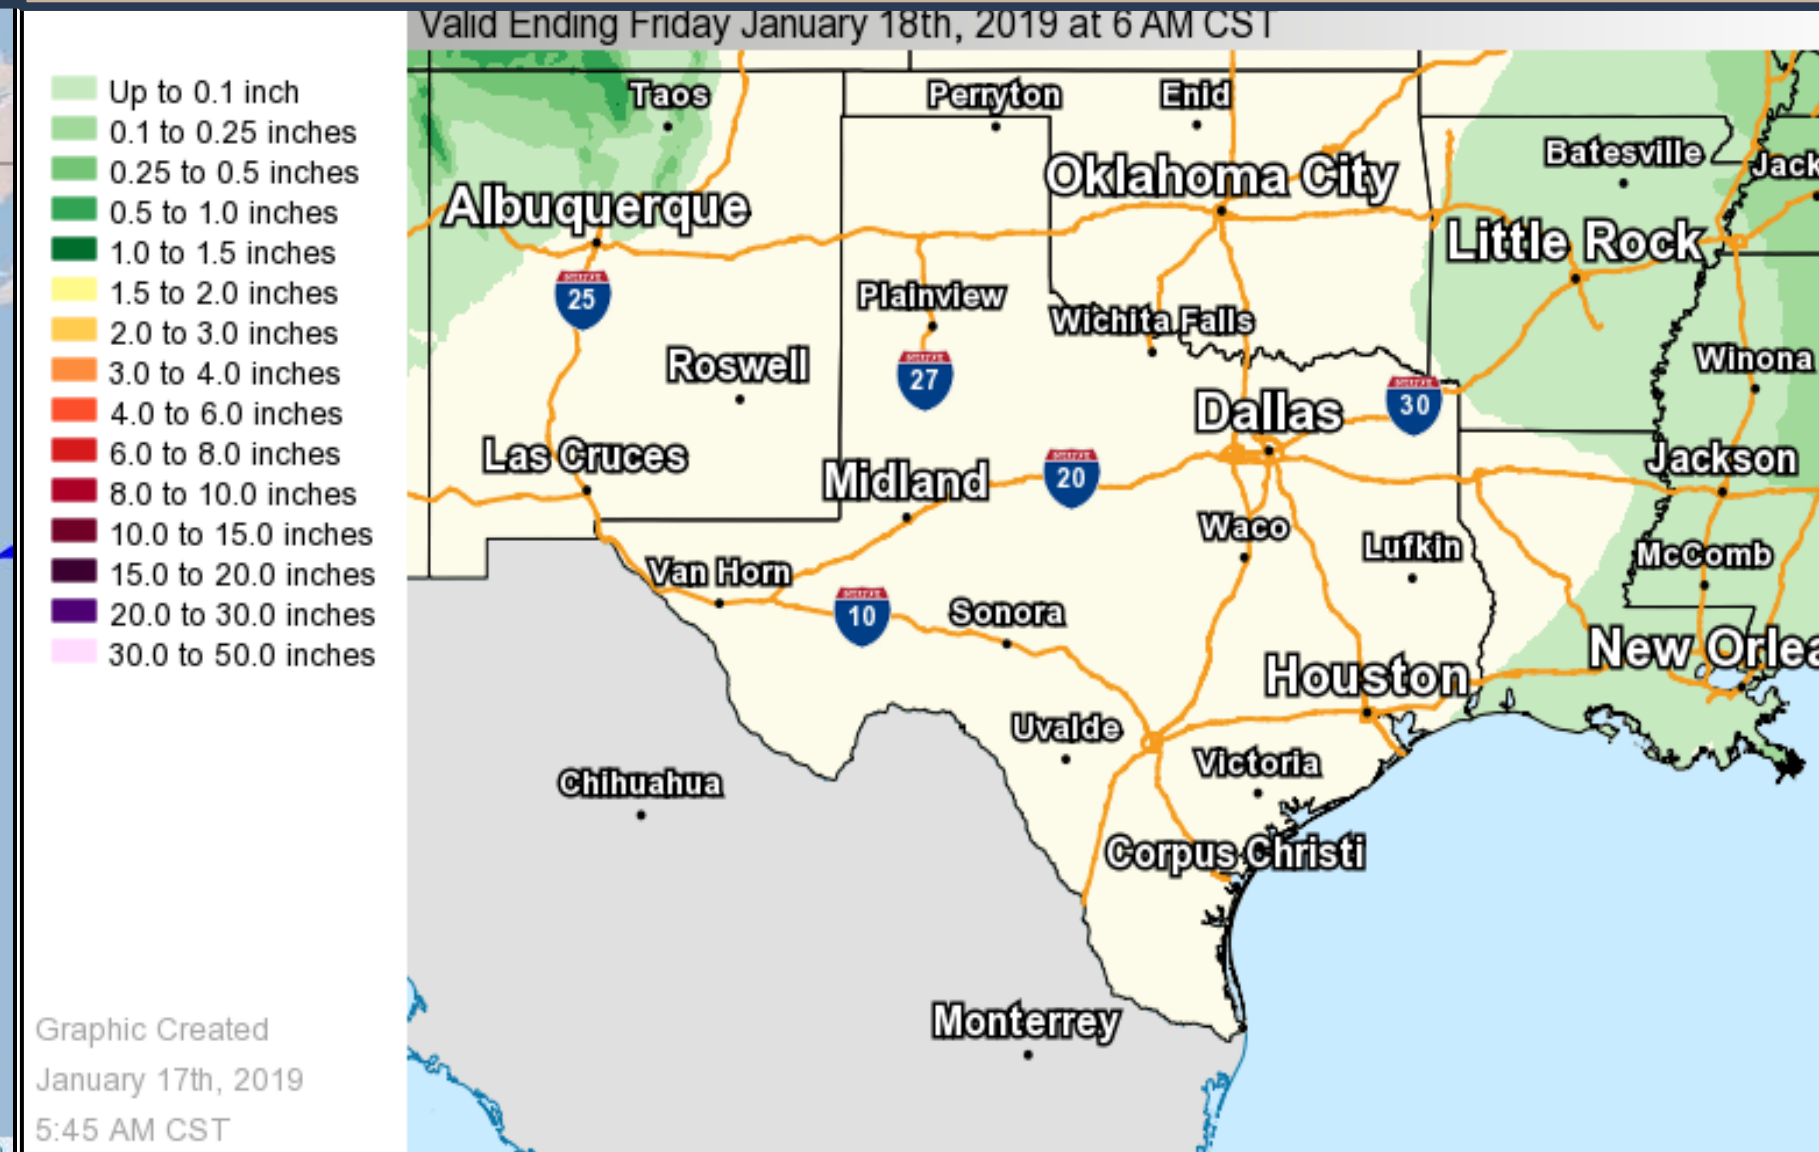 Valid Ending Friday January 18th, 2019 at 6 AM CST
Up to 0.1 inch
0.1 to 0.25 inches
0.25 to 0.5 inches
0.5 to 1.0 inches
1.0 to 1.5 inches
1.5 to 2.0 inches
2.0 to 3.0 inches
3.0 to 4.0 inches
4.0 to 6.0 inches
6.0 to 8.0 inches
8.0 to 10.0 inches
10.0 to 15.0 inches
15.0 to 20.0 inches
20.0 to 30.0 inches
30.0 to 50.0 inches
Graphic Created
January 17th, 2019
5:45 AM CST
Taos
Perryton
Enid
Batesville
Jack
Oklahoma City
Albuquerque
Little Rock
25
Plainview
Wichita Falls
Roswell
27
Winona
30
Dallas
Las Cruces
Midland
20
Jackson
Waco
Lufkin
McComb
Van Horn
10
Sonora
New Orlea
Houston
Uvalde
Victoria
Chihuahua
Corpus Christi
Monterrey